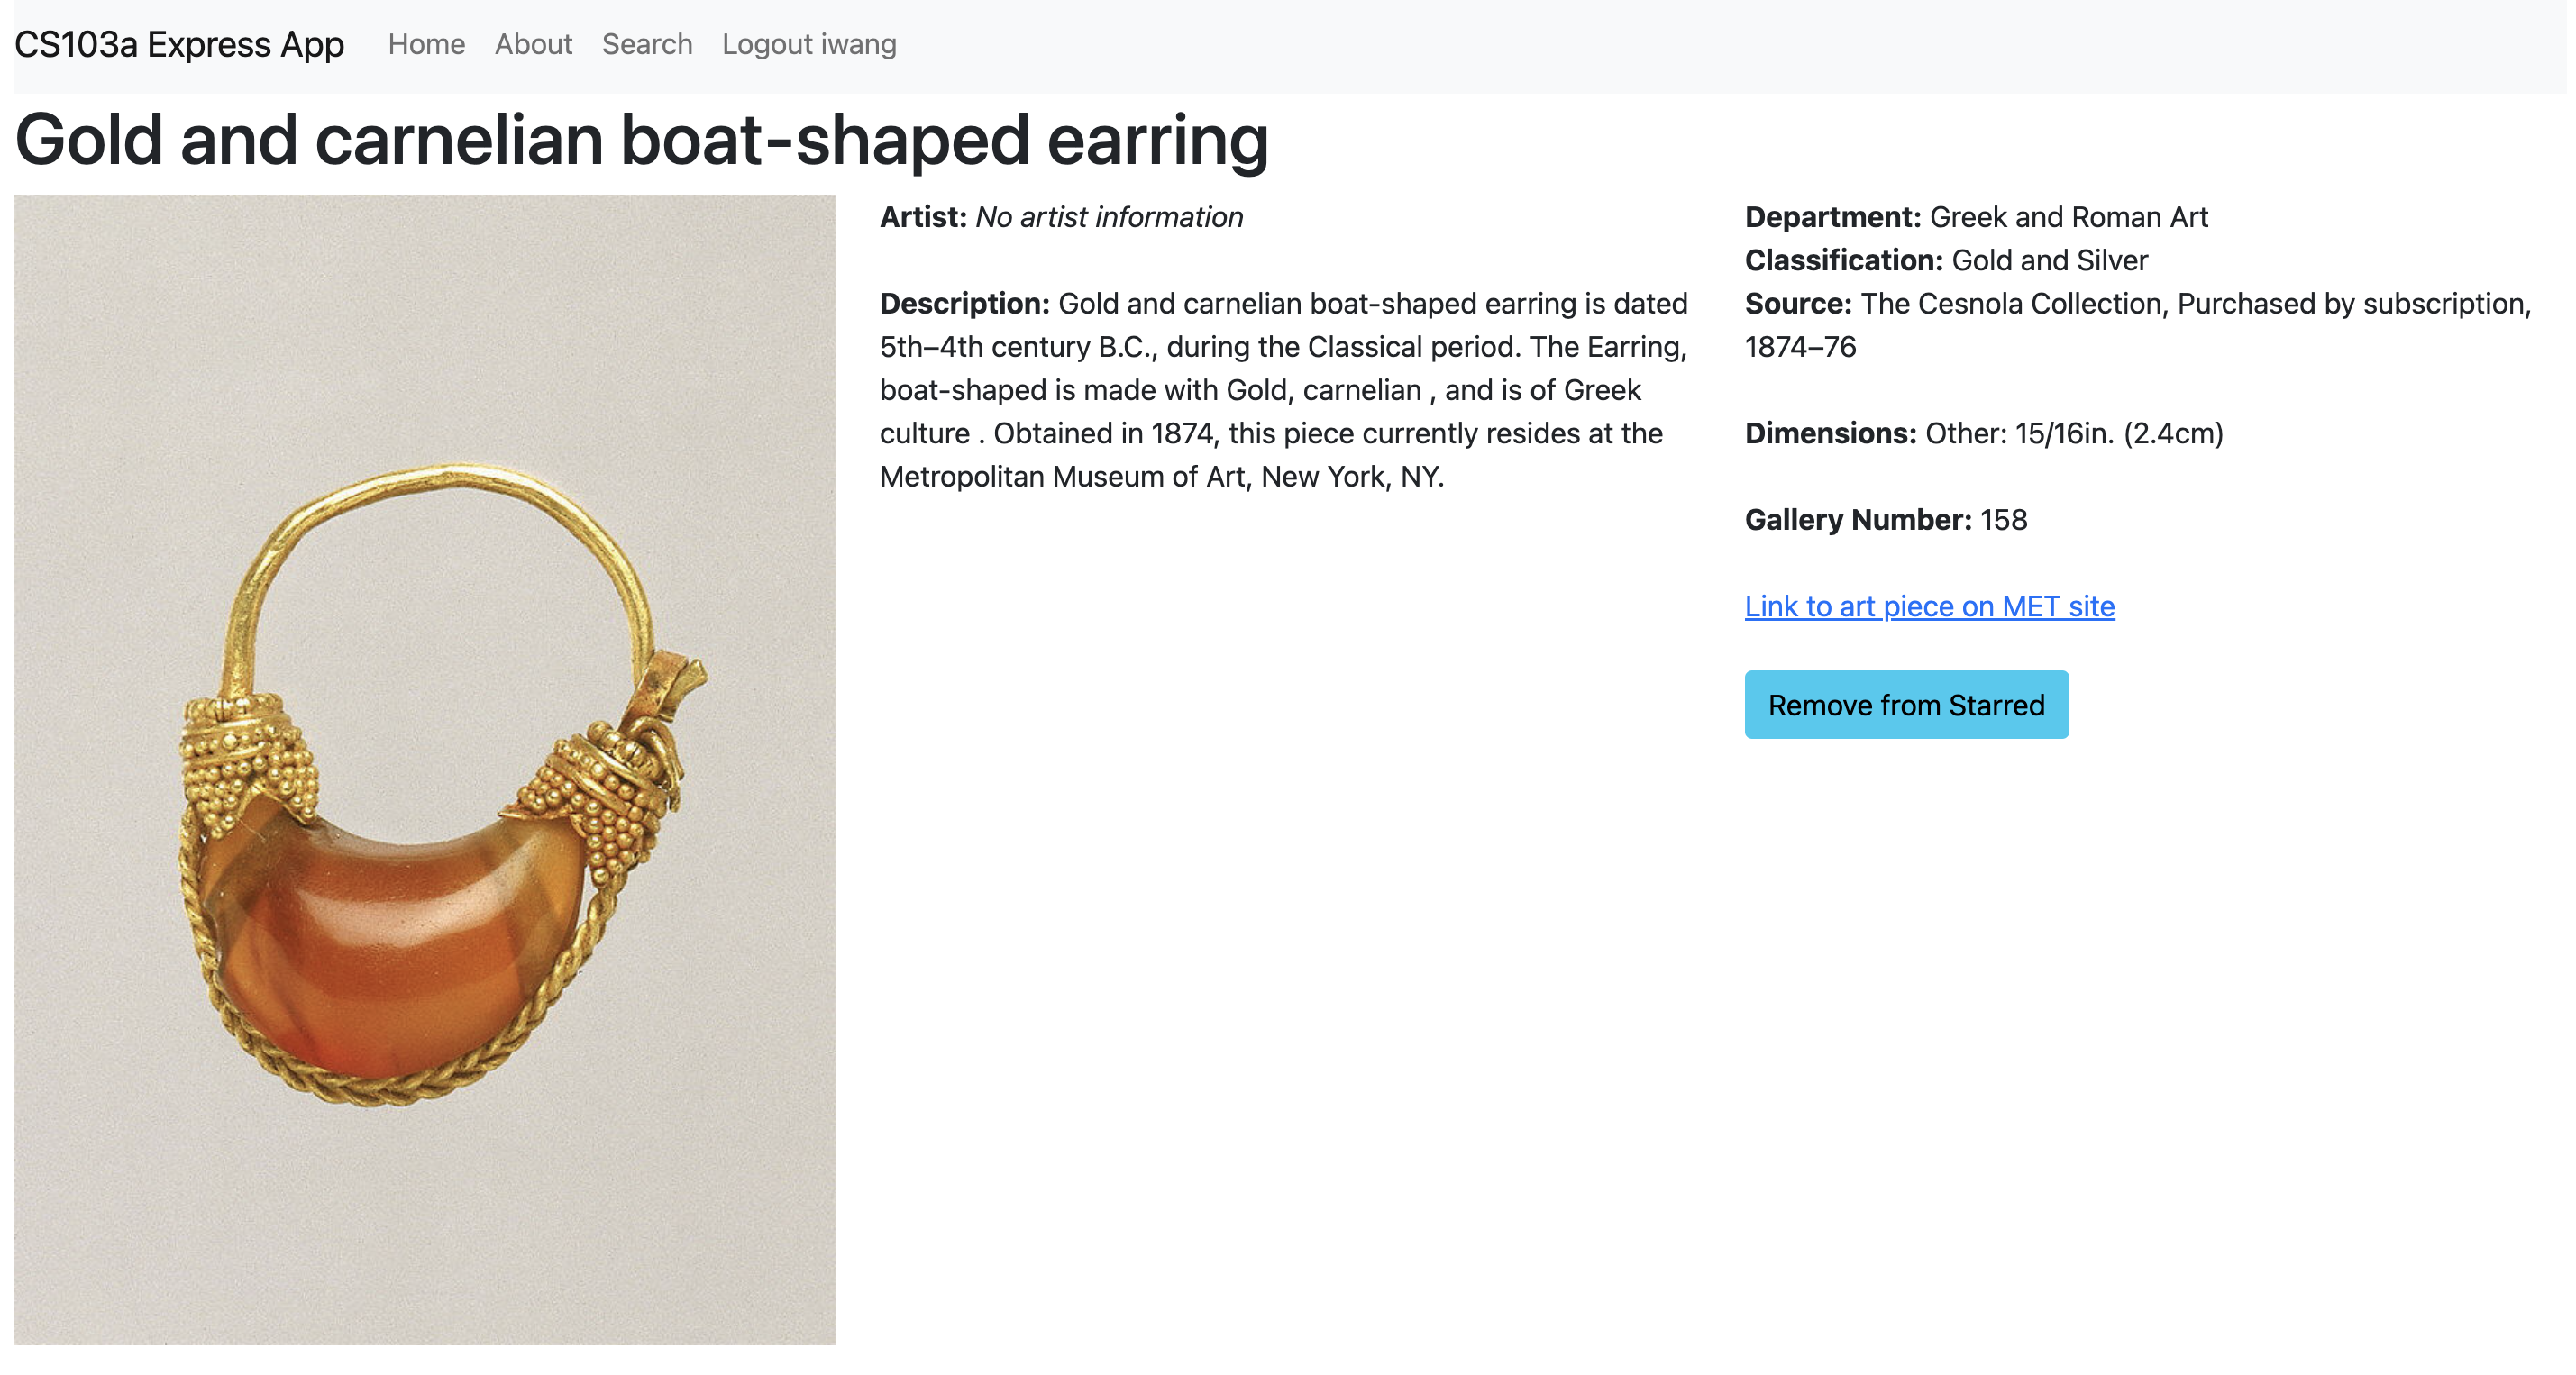 CS103a Express App Home About Search Logout iwang
Gold and carnelian boat-shaped earring
Artist: No artist information
Description: Gold and carnelian boat-shaped earring is dated
5th–4th century B.C., during the Classical period. The Earring,
boat-shaped is made with Gold, carnelian , and is of Greek
culture . Obtained in 1874, this piece currently resides at the
Metropolitan Museum of Art, New York, NY.
Department: Greek and Roman Art
Classification: Gold and Silver
Source: The Cesnola Collection, Purchased by subscription,
1874–76
Dimensions: Other: 15/16in. (2.4cm)
Gallery Number: 158
Link to art piece on MET site
Remove from Starred